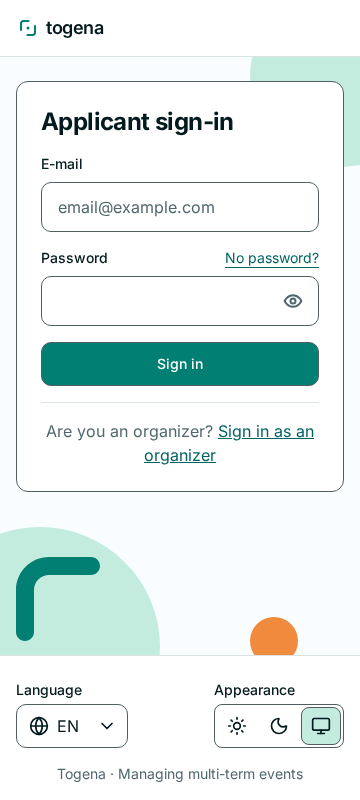 togena
Applicant sign-in
E-mail
email@example.com
Password
No password?
Sign in
Are you an organizer? Sign in as an
organizer
Language
Appearance
EN
Togena · Managing multi-term events